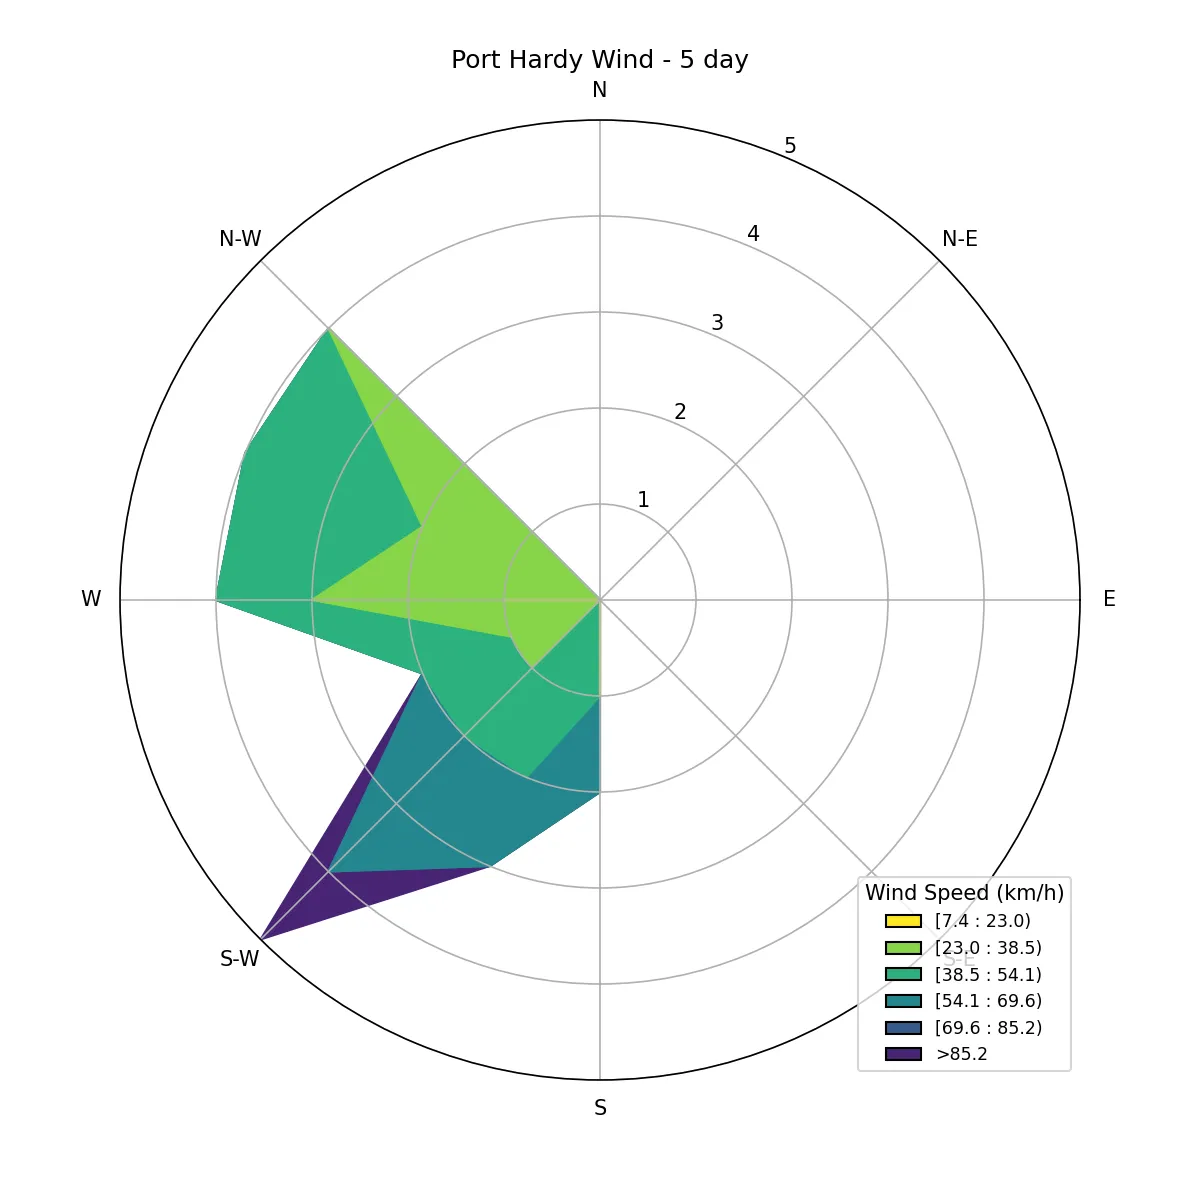 Port Hardy Wind - 5 day
N
5
4
N-W
N-E
3
2
1
W
E
Wind Speed (km/h)
[7.4 : 23.0)
[23.0 : 38.5)
S-W
S-E
[38.5 : 54.1)
[54.1 : 69.6)
[69.6 : 85.2)
>85.2
S